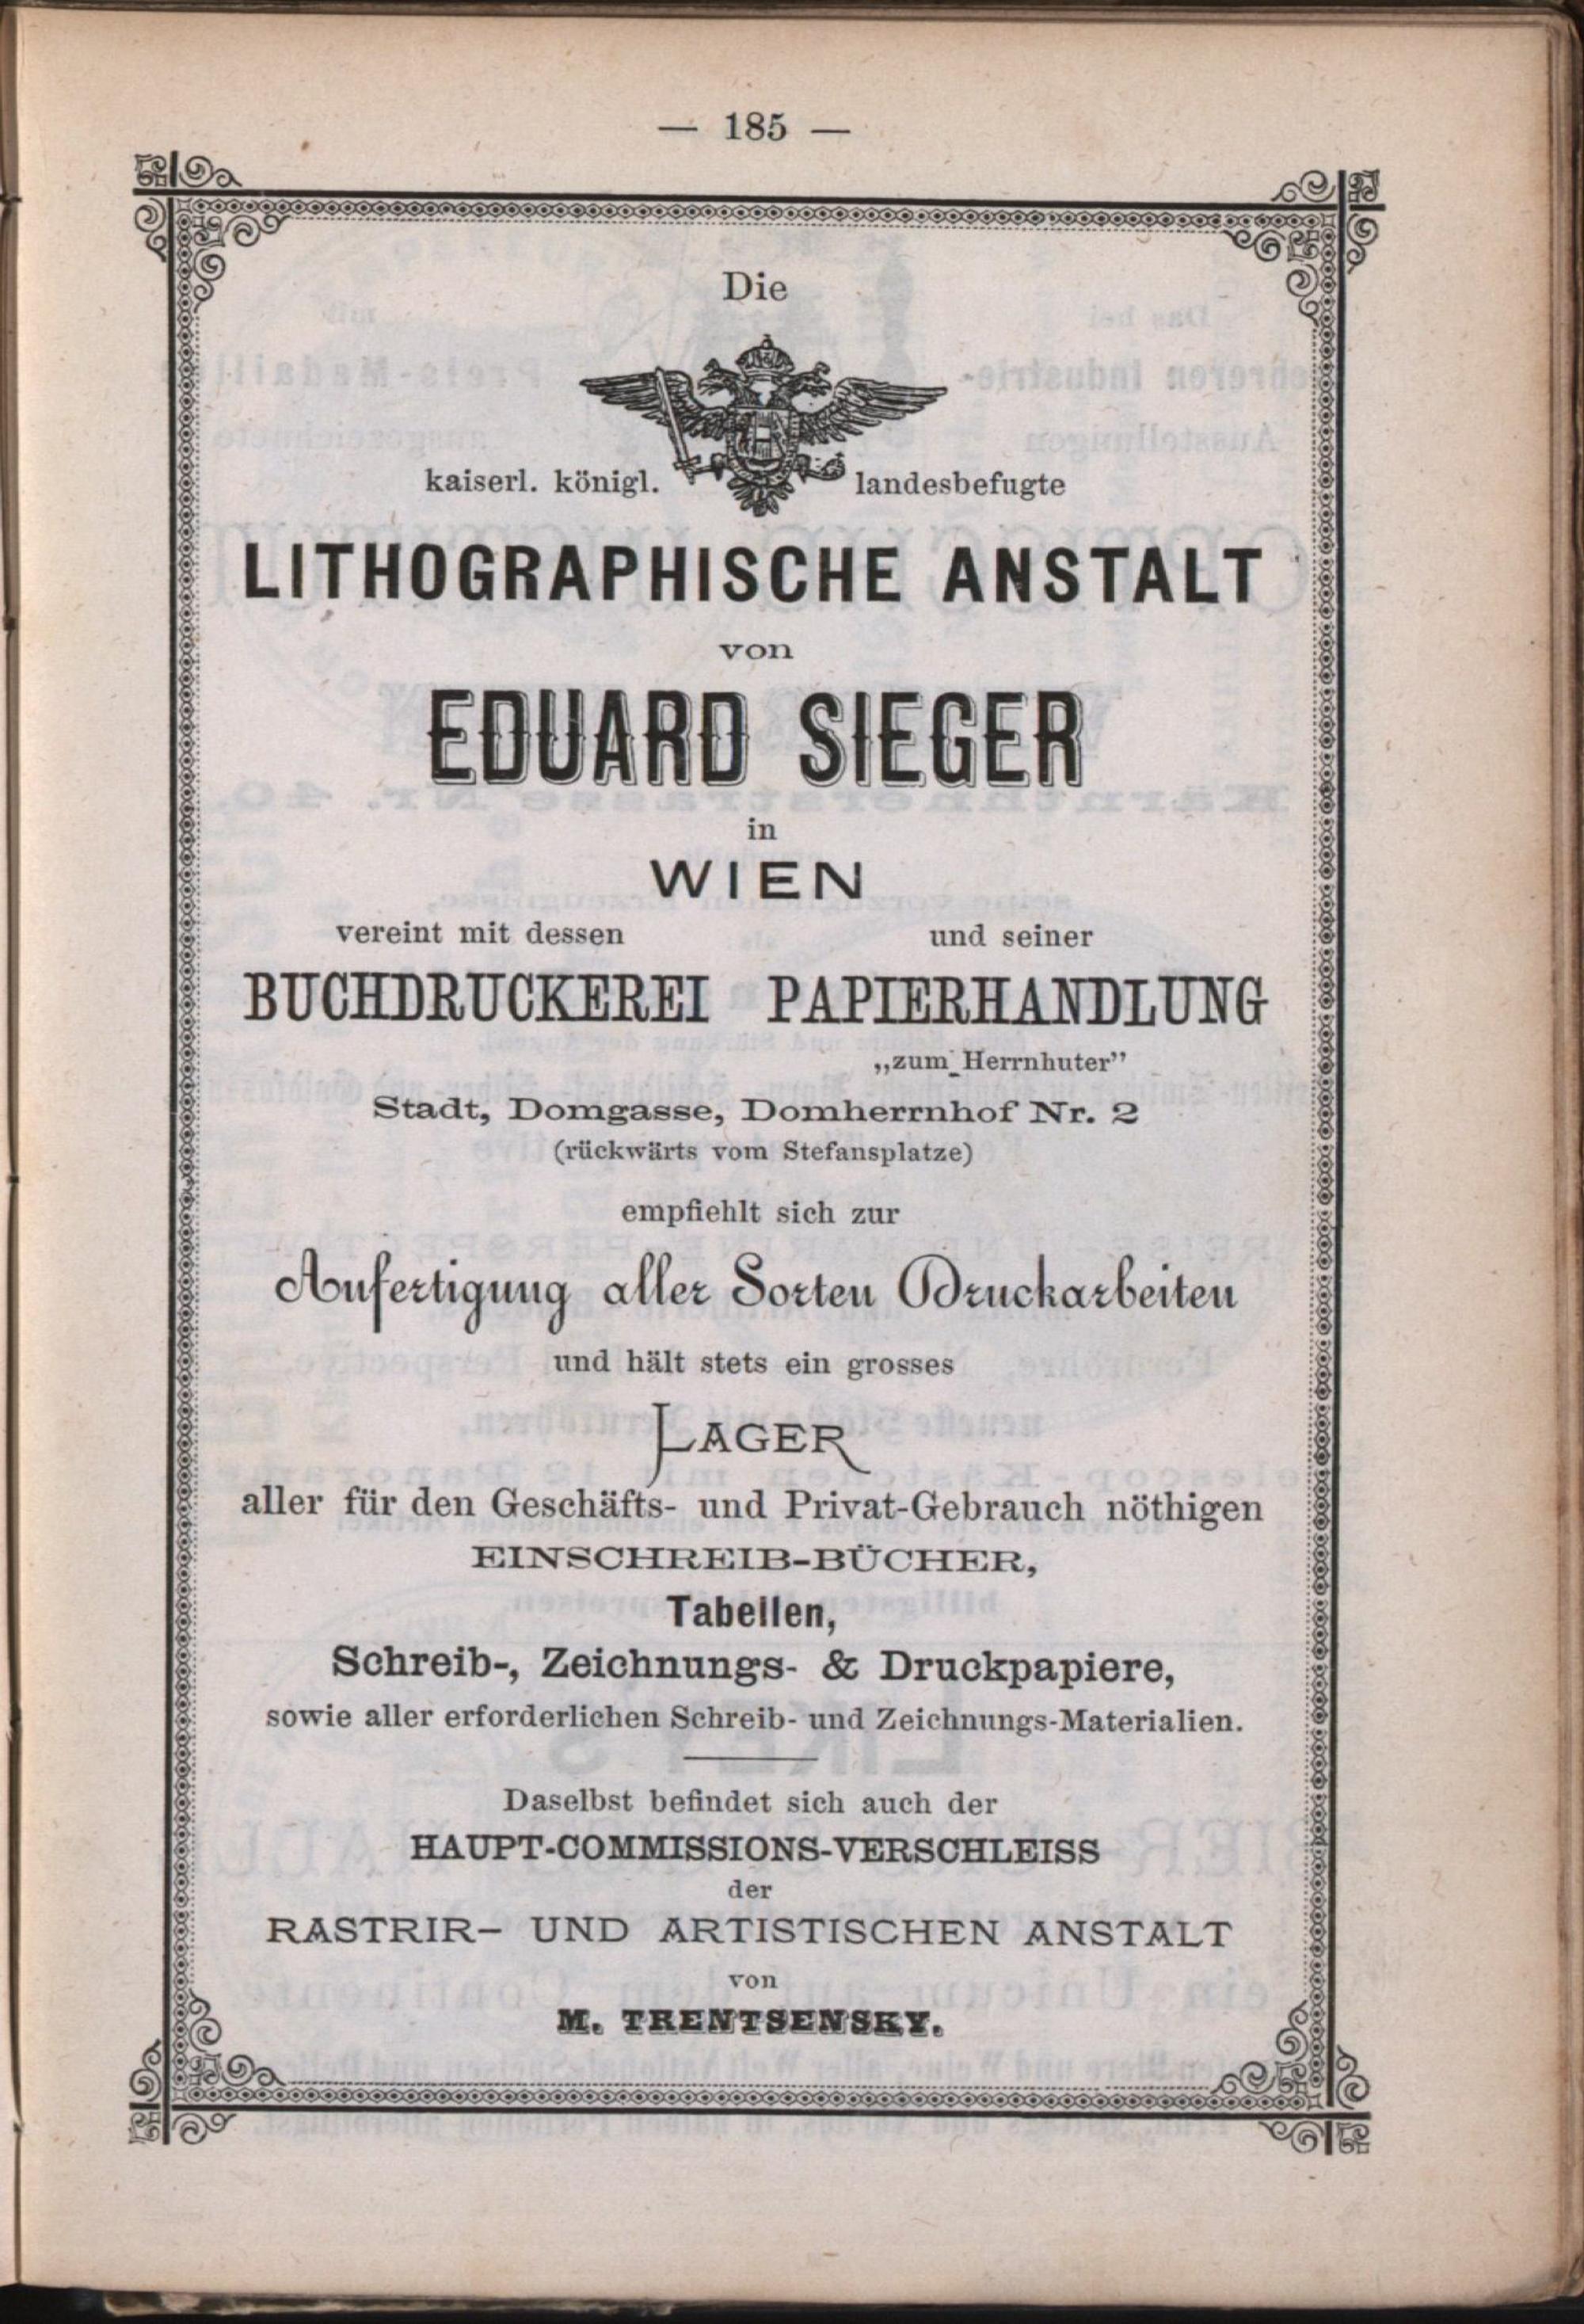 — 185 —
Die
kaiserl. königl. landesbefugte
LITHOGRAPHISCHE ANSTALT
von
EDUARD SIEGER
in
WIEN
vereint mit dessen und seiner
BUCHDRUCKEREI PAPIERHANDLUNG
„zum Herrnhuter”
Stadt, Domgasse, Domherrnhof Nr. 2
(rückwärts vom Stefansplatze)
empfiehlt sich zur
Anfertigung aller Sorten Druckarbeiten
und hält stets ein grosses
LAGER
aller für den Geschäfts- und Privat-Gebrauch nöthigen
EINSCHREIB-BÜCHER,
Tabellen,
Schreib-, Zeichnungs- & Druckpapiere,
sowie aller erforderlichen Schreib- und Zeichnungs-Materialien.
Daselbst befindet sich auch der
HAUPT-COMMISSIONS-VERSCHLEISS
der
RASTRIR- UND ARTISTISCHEN ANSTALT
von
M. TRENTSENSKY.